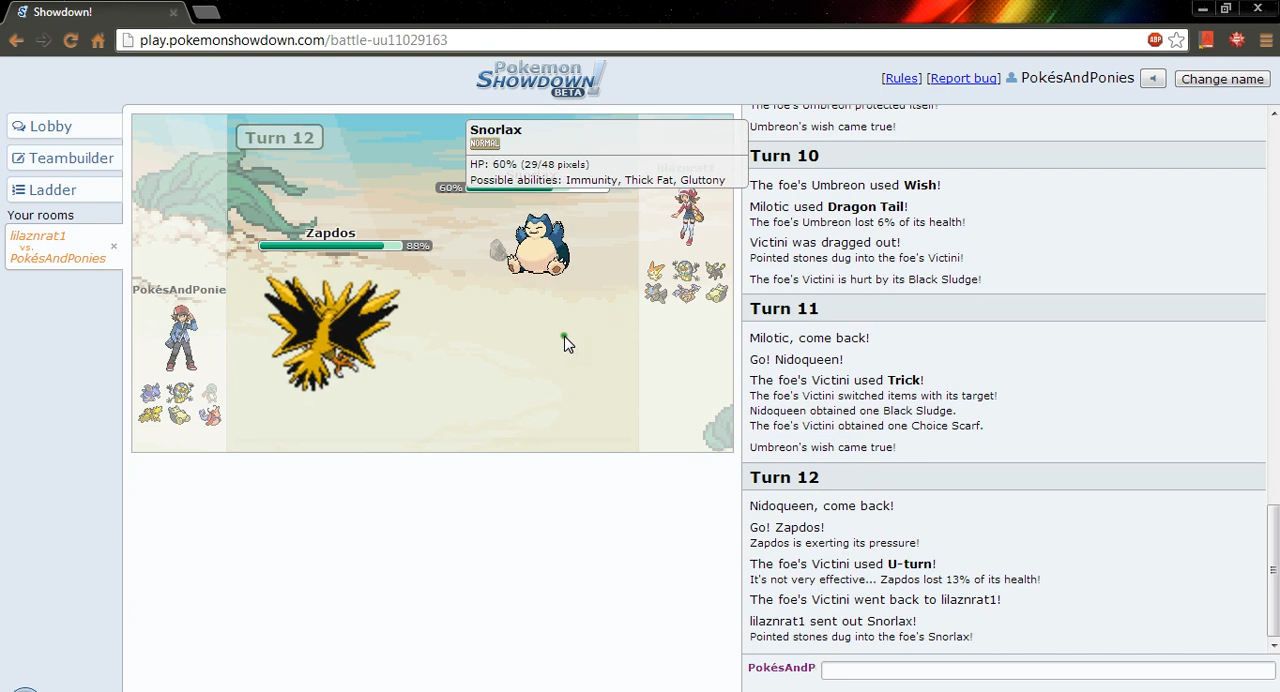 Showdown!
play.pokemonshowdown.com/battle-uu11029163
ABP
Pokemon
SHOWDOWN!
BETA
[Rules] [Report bug] PokésAndPonies Change name
Lobby
Teambuilder
Ladder
Your rooms
lilaznrat1
vs.
PokésAndPonies
Turn 12
Snorlax
NORMAL
HP: 60% (29/48 pixels)
Possible abilities: Immunity, Thick Fat, Gluttony
60%
Zapdos
88%
PokésAndPonie
The foe's Umbreon protected itself!
Umbreon's wish came true!
Turn 10
The foe's Umbreon used Wish!
Milotic used Dragon Tail!
The foe's Umbreon lost 6% of its health!
Victini was dragged out!
Pointed stones dug into the foe's Victini!
The foe's Victini is hurt by its Black Sludge!
Turn 11
Milotic, come back!
Go! Nidoqueen!
The foe's Victini used Trick!
The foe's Victini switched items with its target!
Nidoqueen obtained one Black Sludge.
The foe's Victini obtained one Choice Scarf.
Umbreon's wish came true!
Turn 12
Nidoqueen, come back!
Go! Zapdos!
Zapdos is exerting its pressure!
The foe's Victini used U-turn!
It's not very effective... Zapdos lost 13% of its health!
The foe's Victini went back to lilaznrat1!
lilaznrat1 sent out Snorlax!
Pointed stones dug into the foe's Snorlax!
PokésAndP